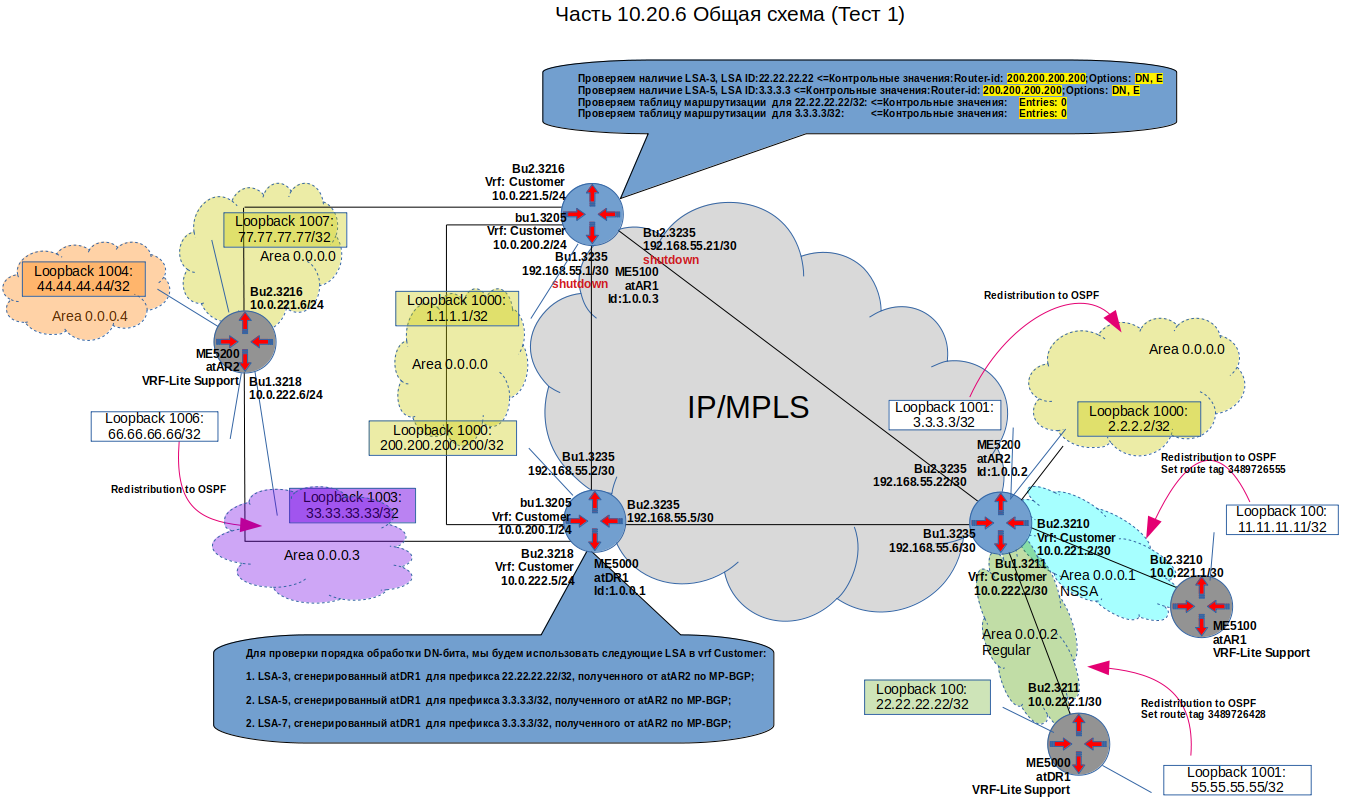 Часть 10.20.6 Общая схема (Тест 1)
Проверяем наличие LSA-3, LSA ID:22.22.22.22 <=Контрольные значения:Router-id: 200.200.200.200;Options: DN, E
Проверяем наличие LSA-5, LSA ID:3.3.3.3 <=Контрольные значения:Router-id: 200.200.200.200;Options: DN, E
Проверяем таблицу маршрутизации для 22.22.22.22/32: <=Контрольные значения: Entries: 0
Проверяем таблицу маршрутизации для 3.3.3.3/32: <=Контрольные значения: Entries: 0
Bu2.3216
Vrf: Customer
10.0.221.5/24
bu1.3205
Vrf: Customer
10.0.200.2/24
Bu1.3235
192.168.55.1/30
shutdown
Bu2.3235
192.168.55.21/30
shutdown
ME5100
atAR1
Id:1.0.0.3
Loopback 1007:
77.77.77.77/32
Area 0.0.0.0
Loopback 1004:
44.44.44.44/32
Area 0.0.0.4
Bu2.3216
10.0.221.6/24
ME5200
atAR2
VRF-Lite Support
Bu1.3218
10.0.222.6/24
Loopback 1006:
66.66.66.66/32
Redistribution to OSPF
Loopback 1003:
33.33.33.33/32
Area 0.0.0.3
Loopback 1000:
1.1.1.1/32
Area 0.0.0.0
Loopback 1000:
200.200.200:200/32
IP/MPLS
Bu1.3235
192.168.55.2/30
bu1.3205
Vrf: Customer
10.0.200.1/24
Bu2.3218
Vrf: Customer
10.0.222.5/24
Bu2.3235
192.168.55.5/30
ME5000
atDR1
Id:1.0.0.1
Redistribution to OSPF
Area 0.0.0.0
Loopback 1001:
3.3.3.3/32
Loopback 1000:
2.2.2.2/32
ME5200
atAR2
Id:1.0.0.2
Bu2.3235
192.168.55.22/30
Bu1.3235
192.168.55.6/30
Redistribution to OSPF
Set route tag 3489726555
Loopback 100:
11.11.11.11/32
Bu2.3210
Vrf: Customer
10.0.221.2/30
Bu2.3210
10.0.221.1/30
Area 0.0.0.1
NSSA
ME5100
atAR1
VRF-Lite Support
Bu1.3211
Vrf: Customer
10.0.222.2/30
Area 0.0.0.2
Regular
Loopback 100:
22.22.22.22/32
Bu2.3211
10.0.222.1/30
Redistribution to OSPF
Set route tag 3489726428
ME5000
atDR1
VRF-Lite Support
Loopback 1001:
55.55.55.55/32
Для проверки порядка обработки DN-бита, мы будем использовать следующие LSA в vrf Customer:
1. LSA-3, сгенерированный atDR1 для префикса 22.22.22.22/32, полученного от atAR2 по MP-BGP;
2. LSA-5, сгенерированный atDR1 для префикса 3.3.3.3/32, полученного от atAR2 по MP-BGP;
2. LSA-7, сгенерированный atDR1 для префикса 3.3.3.3/32, полученного от atAR2 по MP-BGP;